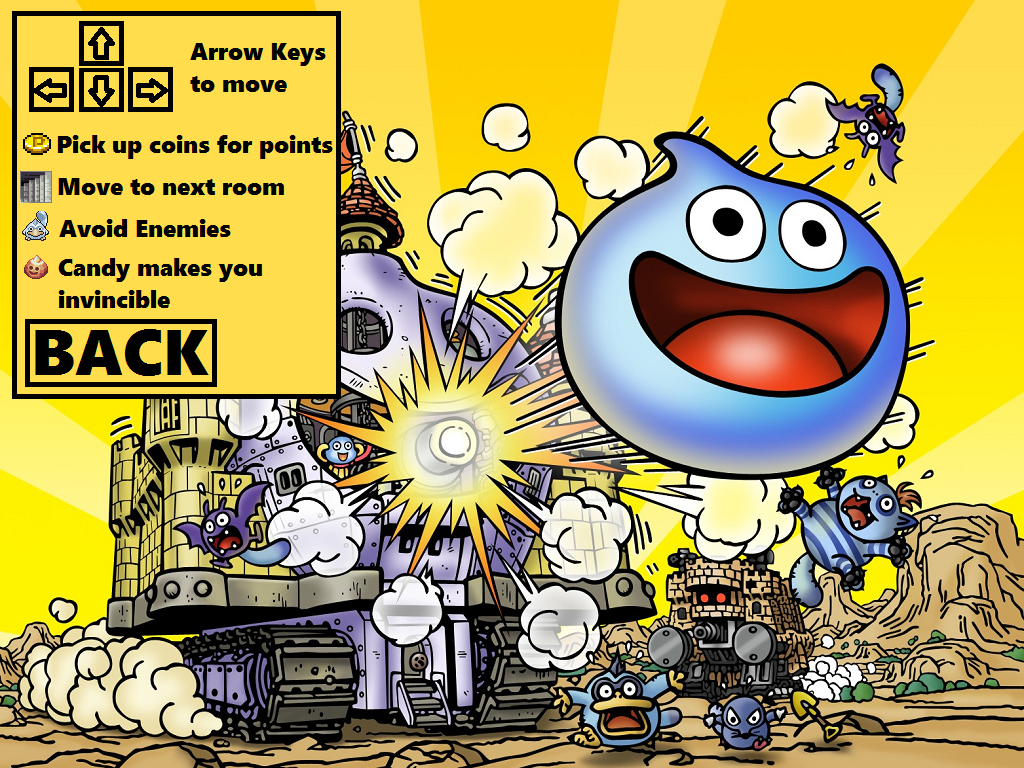 Arrow Keys
to move
Pick up coins for points
Move to next room
Avoid Enemies
Candy makes you
invincible
BACK